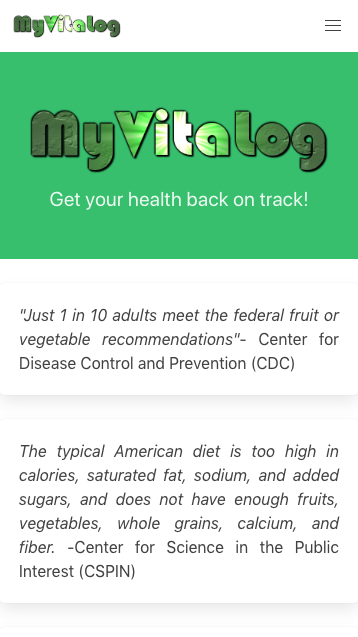 MyVitaLog
MyVitaLog
Get your health back on track!
"Just 1 in 10 adults meet the federal fruit or
vegetable recommendations"- Center for
Disease Control and Prevention (CDC)
The typical American diet is too high in
calories, saturated fat, sodium, and added
sugars, and does not have enough fruits,
vegetables, whole grains, calcium, and
fiber. -Center for Science in the Public
Interest (CSPIN)